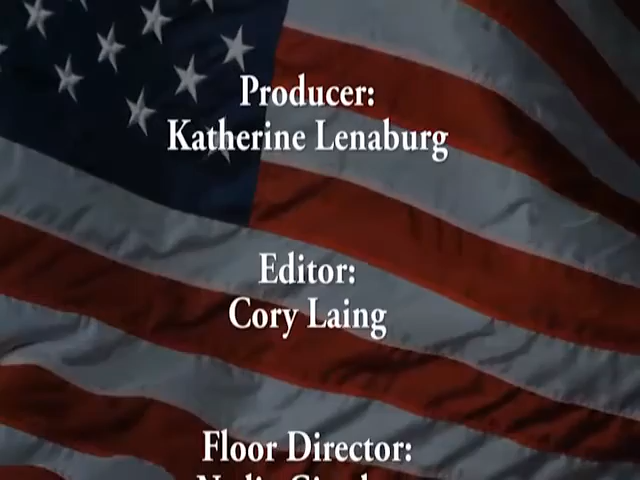 Producer:
Katherine Lenaburg
Editor:
Cory Laing
Floor Director: